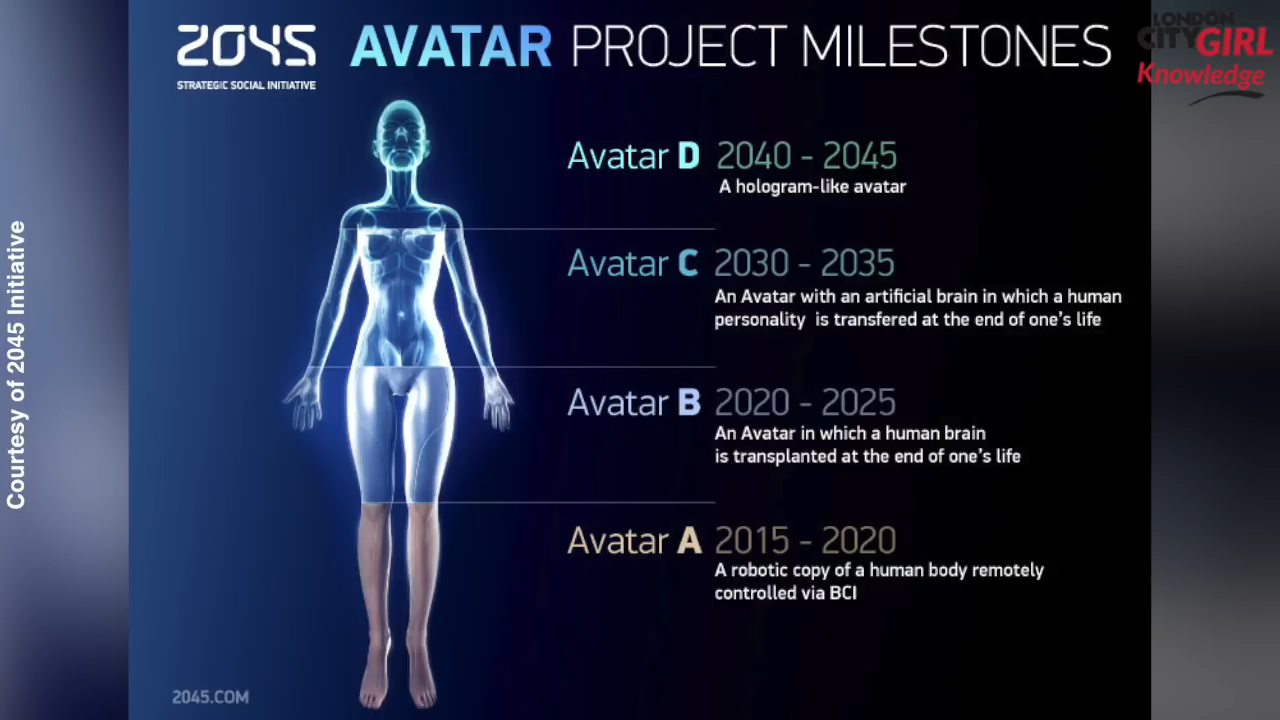 2045 AVATAR PROJECT MILESTONES
STRATEGIC SOCIAL INITIATIVE
LONDON
CITY GIRL
Knowledge
Avatar D 2040 - 2045
A hologram-like avatar
Avatar C 2030 - 2035
An Avatar with an artificial brain in which a human
personality is transfered at the end of one's life
Avatar B 2020 - 2025
An Avatar in which a human brain
is transplanted at the end of one's life
Avatar A 2015 - 2020
A robotic copy of a human body remotely
controlled via BCI
2045.COM
Courtesy of 2045 Initiative